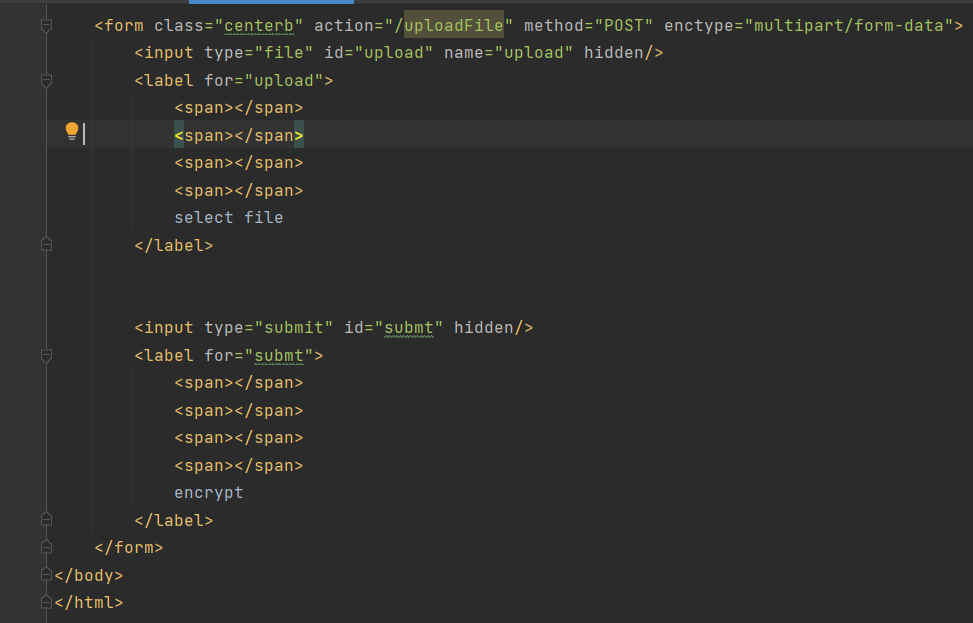 <form class="centerb" action="/uploadFile" method="POST" enctype="multipart/form-data">
<input type="file" id="upload" name="upload" hidden/>
<label for="upload">
<span></span>
<span></span>
<span></span>
<span></span>
select file
</label>
<input type="submit" id="submt" hidden/>
<label for="submt">
<span></span>
<span></span>
<span></span>
<span></span>
encrypt
</label>
</form>
</body>
</html>